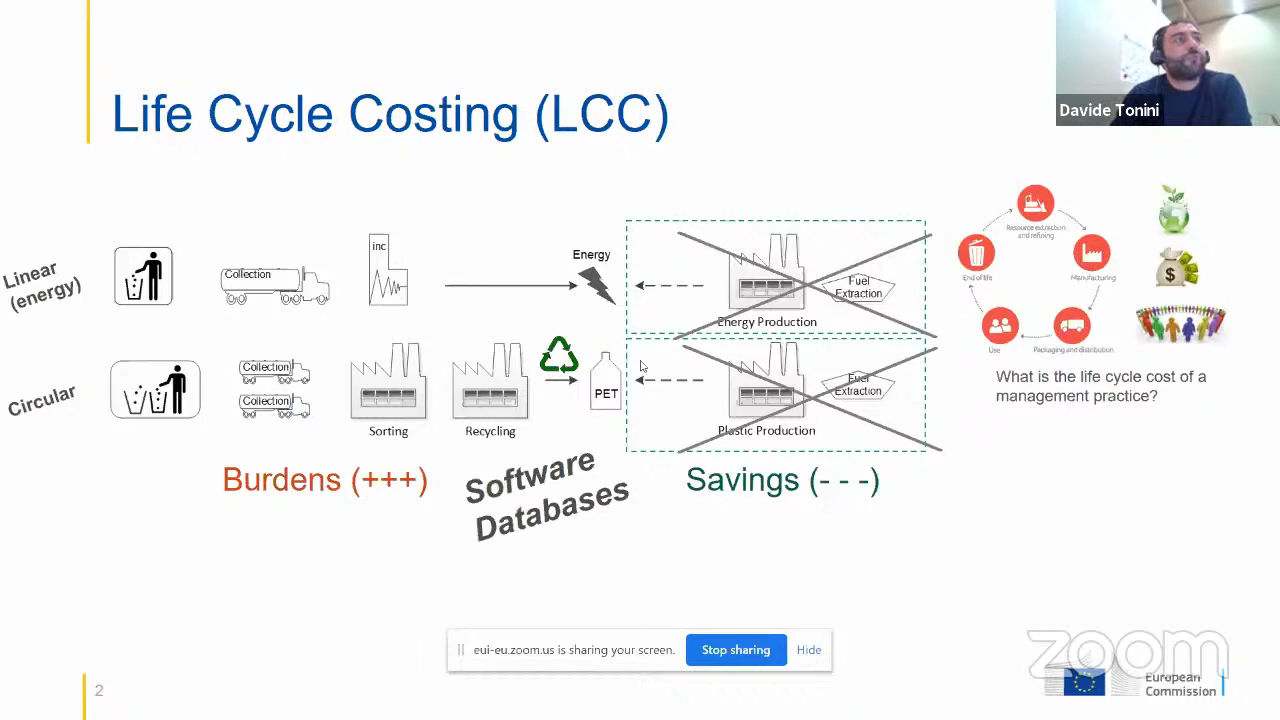 Davide Tonini
Life Cycle Costing (LCC)
Linear
(energy)
Collection
inc
Energy
Fuel
Extraction
Energy Production
Resource extraction
and refining
End of life
Manufacturing
Use
Packaging and distribution
What is the life cycle cost of a
management practice?
Circular
Collection
Collection
Sorting
Recycling
PET
Fuel
Extraction
Plastic Production
Burdens (+++)
Software
Databases
Savings (- - -)
eui-eu.zoom.us is sharing your screen.
Stop sharing
Hide
zoom
European
Commission
2